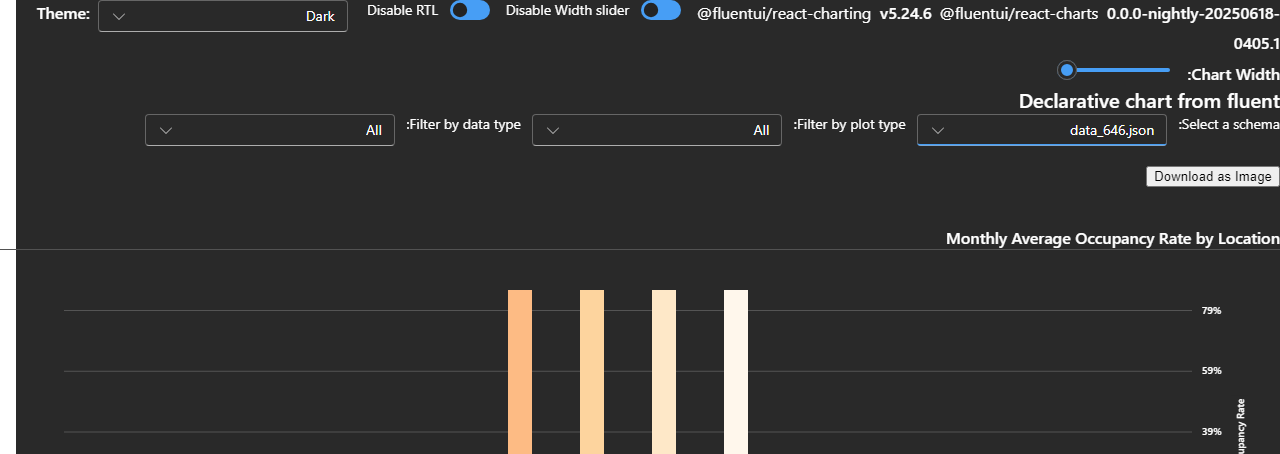 Theme: Dark Disable RTL Disable Width slider @fluentui/react-charting v5.24.6 @fluentui/react-charts 0.0.0-nightly-20250618-
0405.1
:Chart Width
Declarative chart from fluent
:Select a schema data_646.json :Filter by plot type All :Filter by data type All
Download as Image
Monthly Average Occupancy Rate by Location
79%
59%
39%
Rate